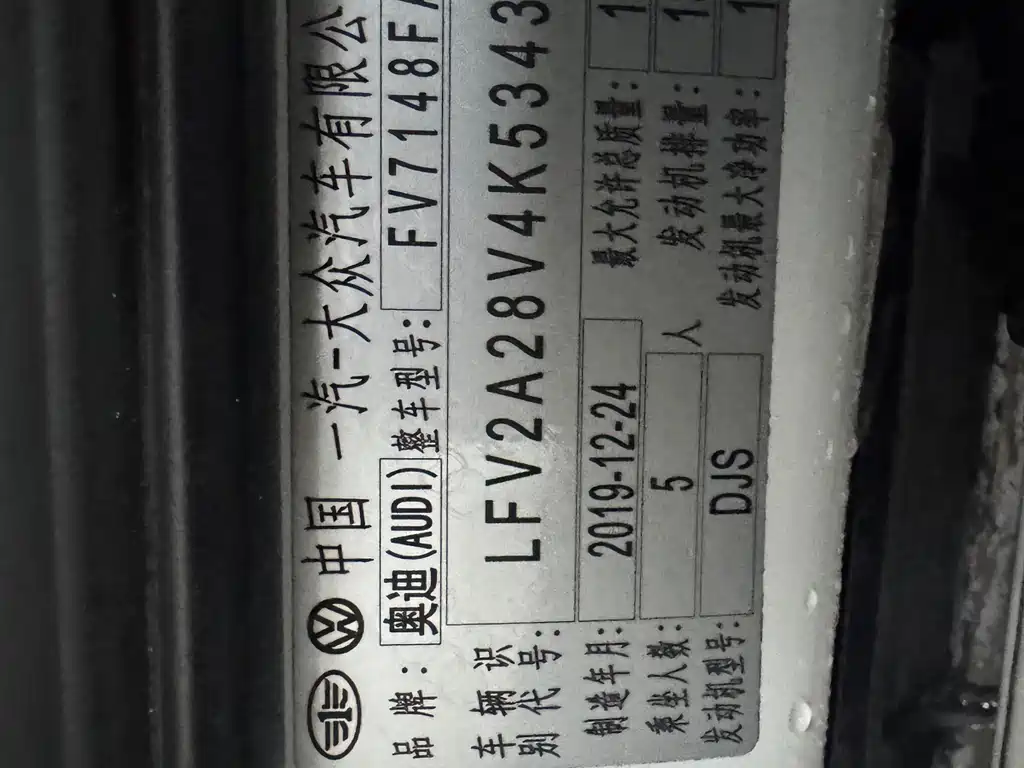 中国 一汽-大众汽车有限公
品牌: 奥迪(AUDI) 整车型号: FV7148F
车辆识别代号: LFV2A28V4K5343
制造年月: 2019-12-24 最大允许总质量: 1
乘坐人数: 5 人 发动机排量: 1
发动机型号: DJS 发动机最大净功率: 1